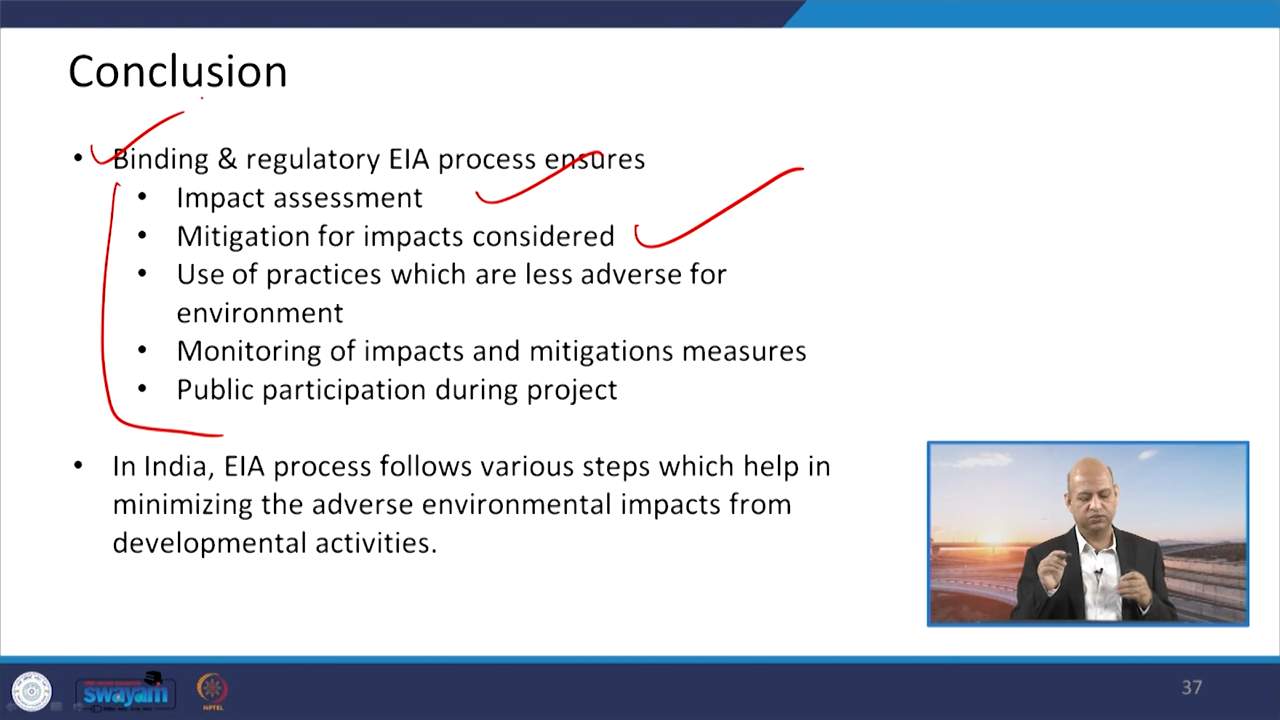 Conclusion
• Binding & regulatory EIA process ensures
• Impact assessment
• Mitigation for impacts considered
• Use of practices which are less adverse for
environment
• Monitoring of impacts and mitigations measures
• Public participation during project
• In India, EIA process follows various steps which help in
minimizing the adverse environmental impacts from
developmental activities.
swayam
NPTEL
37